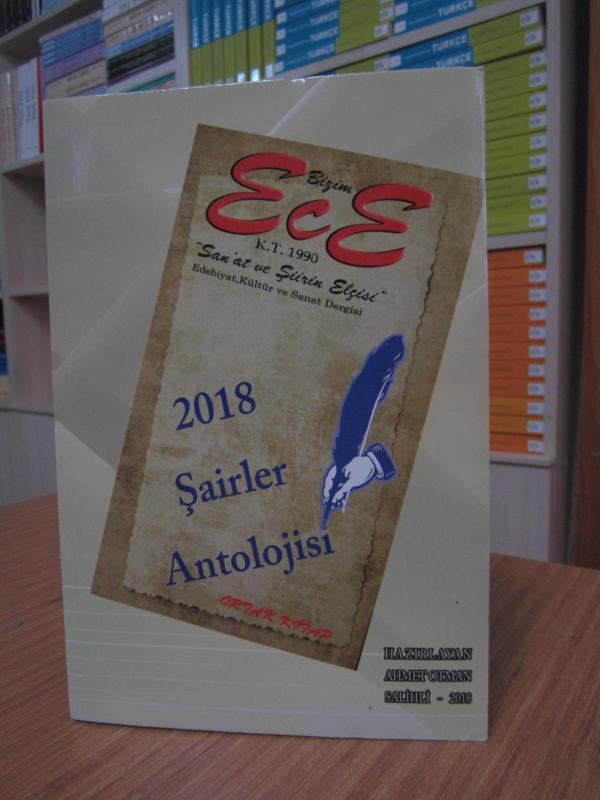 Bizim
EcE
K.T. 1990
"San'at ve Şiirin Elçisi"
Edebiyat,Kültür ve Sanat Dergisi
2018
Şairler
Antolojisi
ORTAK KİTAP
HAZIRLAYAN
AHMET OTMAN
SALİHLİ - 2018
TÜRKÇE
TÜRKÇE
TÜRKÇE
TÜRKÇE